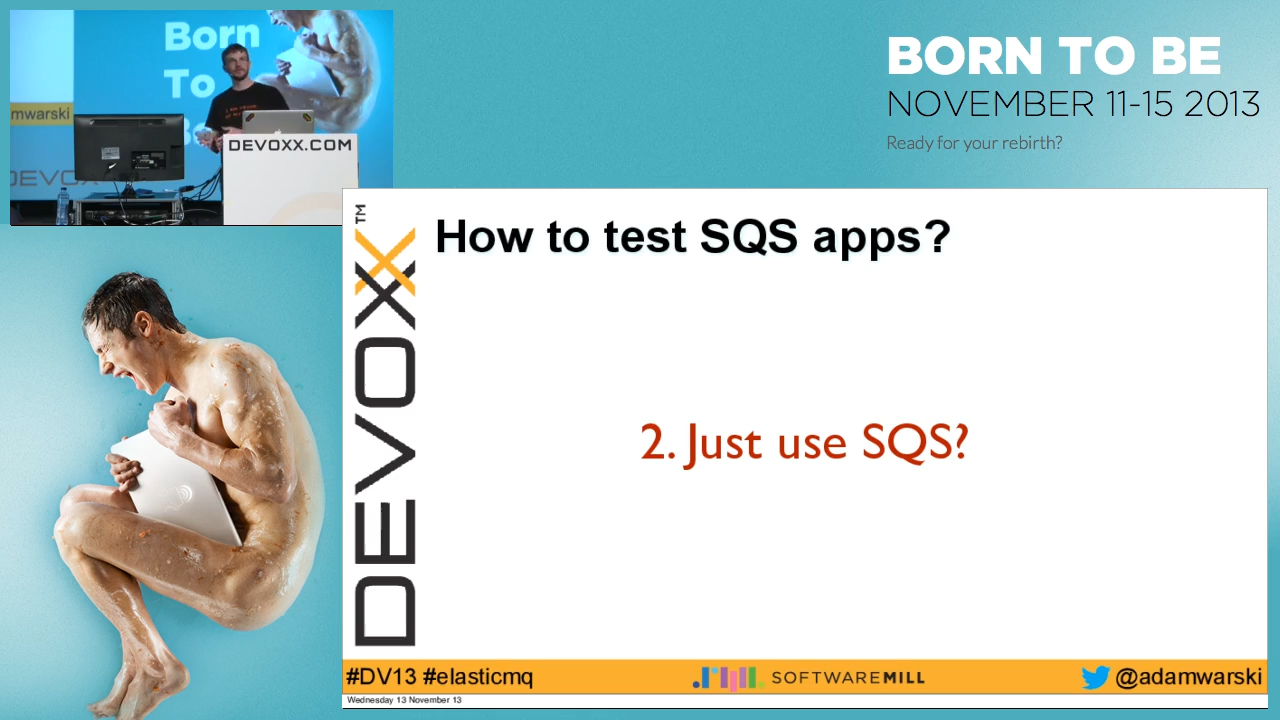 Born
To
Be
mwarski
DEVOXX.COM
BORN TO BE
NOVEMBER 11-15 2013
Ready for your rebirth?
DEVOXX™
How to test SQS apps?
2. Just use SQS?
#DV13 #elasticmq
SOFTWAREMILL
@adamwarski
Wednesday 13 November 13